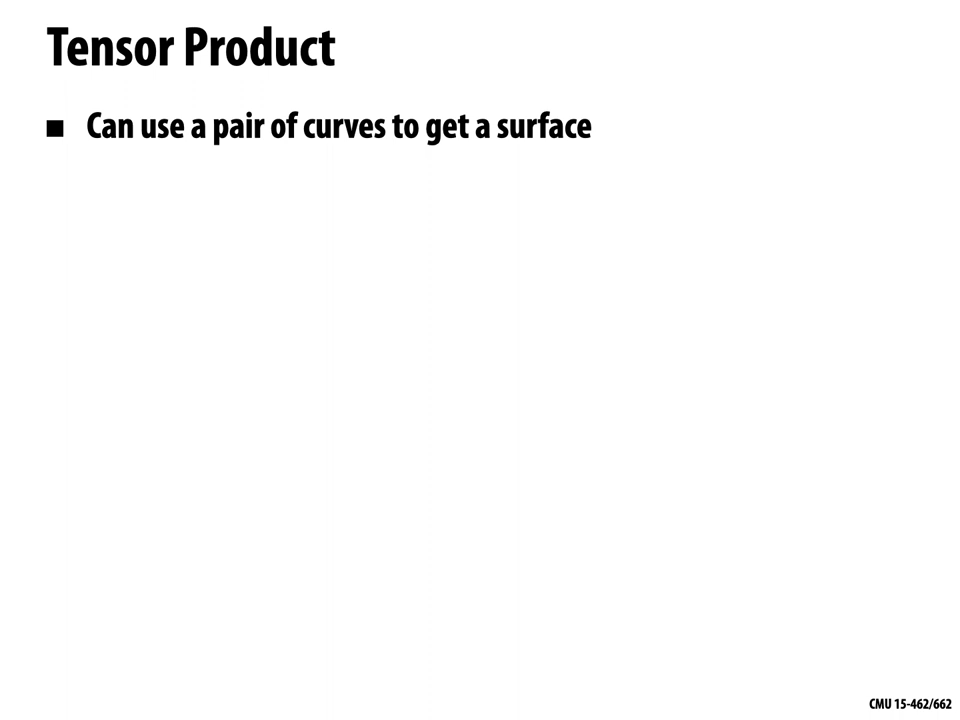 Tensor Product
■ Can use a pair of curves to get a surface
CMU 15-462/662